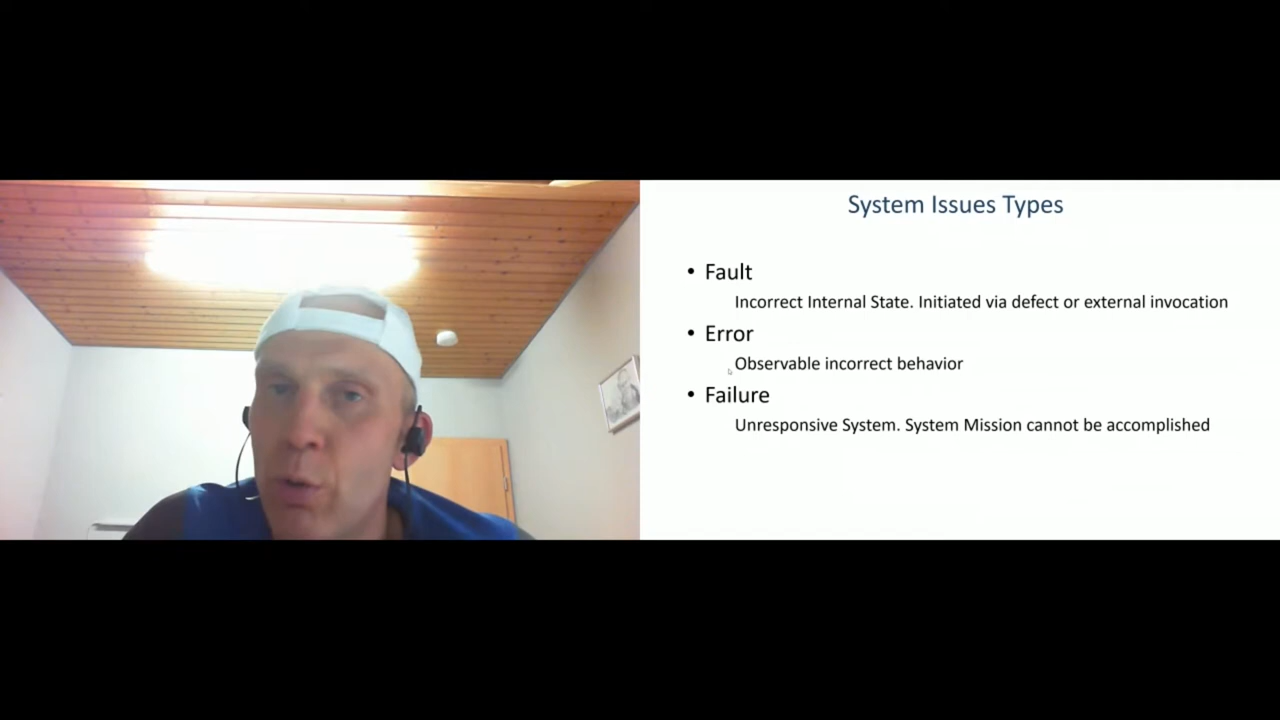 System Issues Types
• Fault
Incorrect Internal State. Initiated via defect or external invocation
• Error
Observable incorrect behavior
• Failure
Unresponsive System. System Mission cannot be accomplished